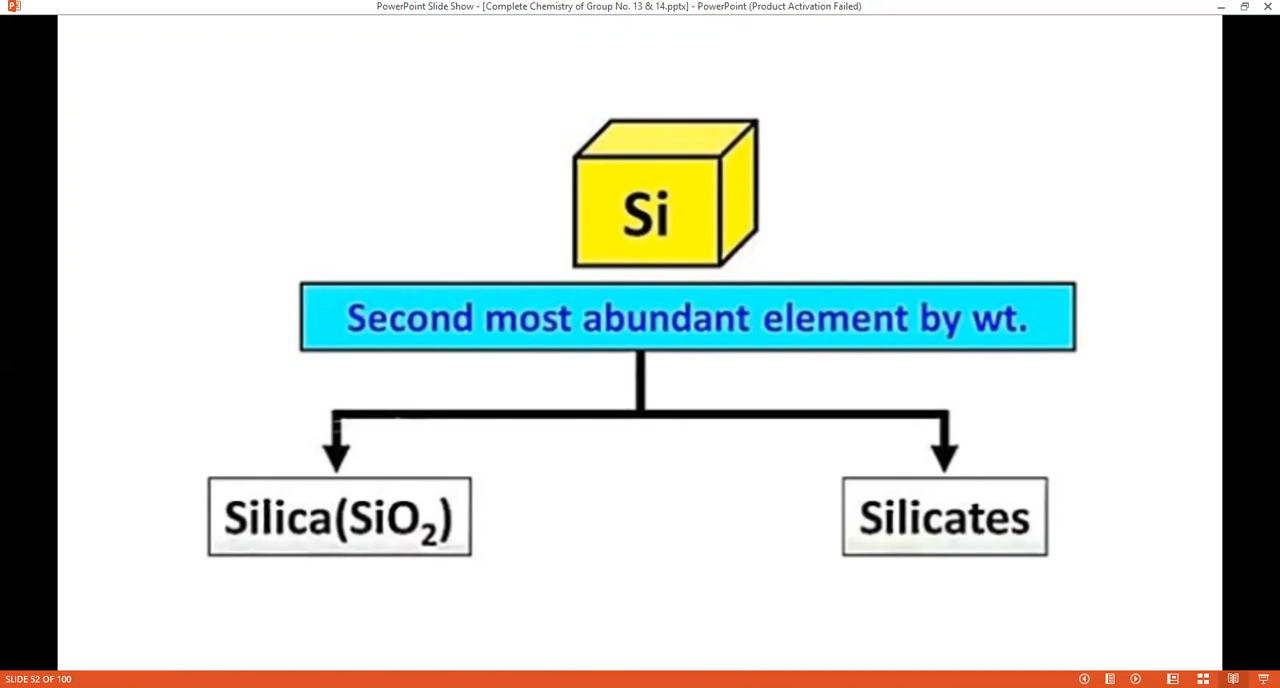 PowerPoint Slide Show - [Complete Chemistry of Group No. 13 & 14.pptx] - PowerPoint (Product Activation Failed)
Si
Second most abundant element by wt.
Silica(SiO₂)
Silicates
SLIDE 52 OF 100